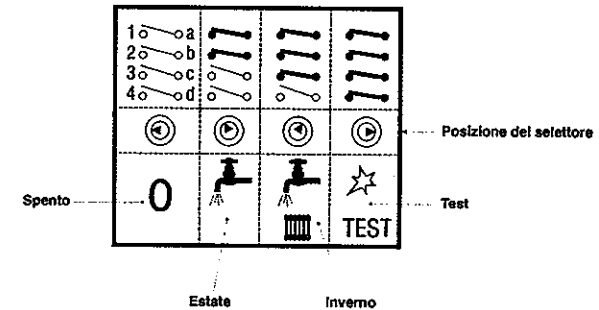 1 a
2 b
3 c
4 d
Posizione del selettore
Spento
0
Test
TEST
Estate
Inverno